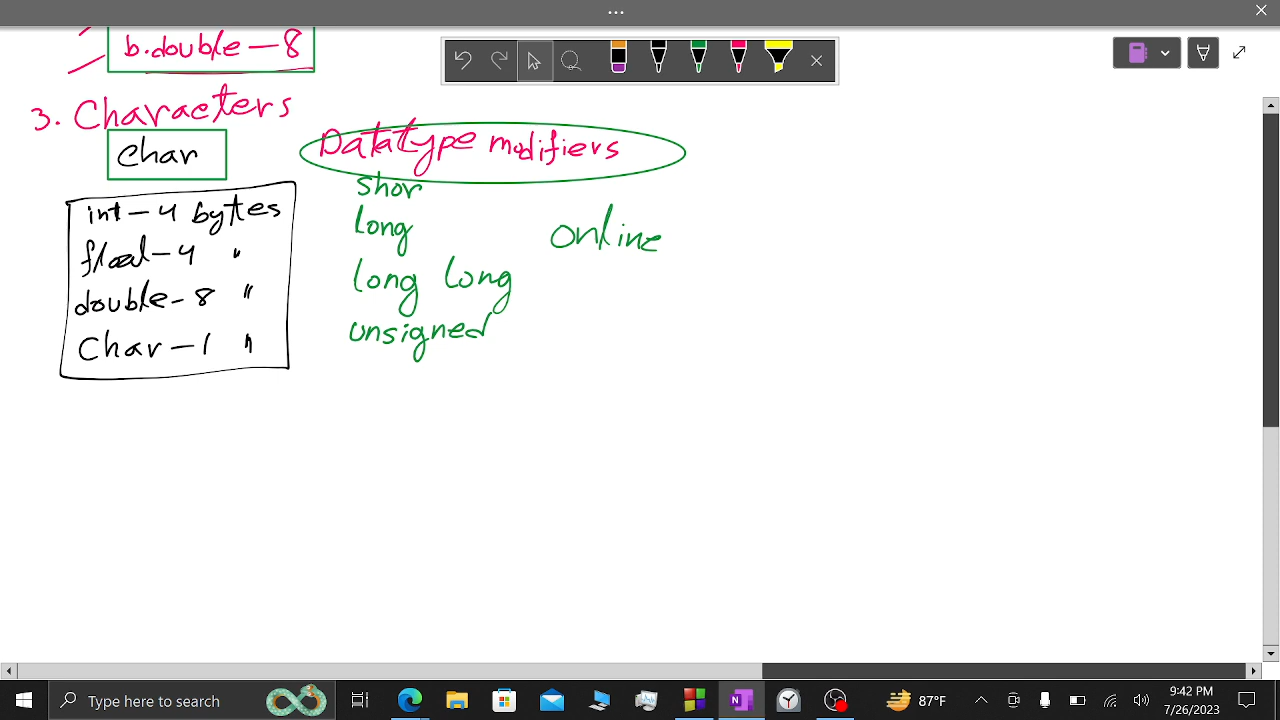 b.double - 8
3. Characters
char
Datatype modifiers
shor
long
long long
unsigned
online
int - 4 bytes
float - 4 "
double - 8 "
Char - 1 "
Type here to search
87°F
9:42 PM
7/26/2023